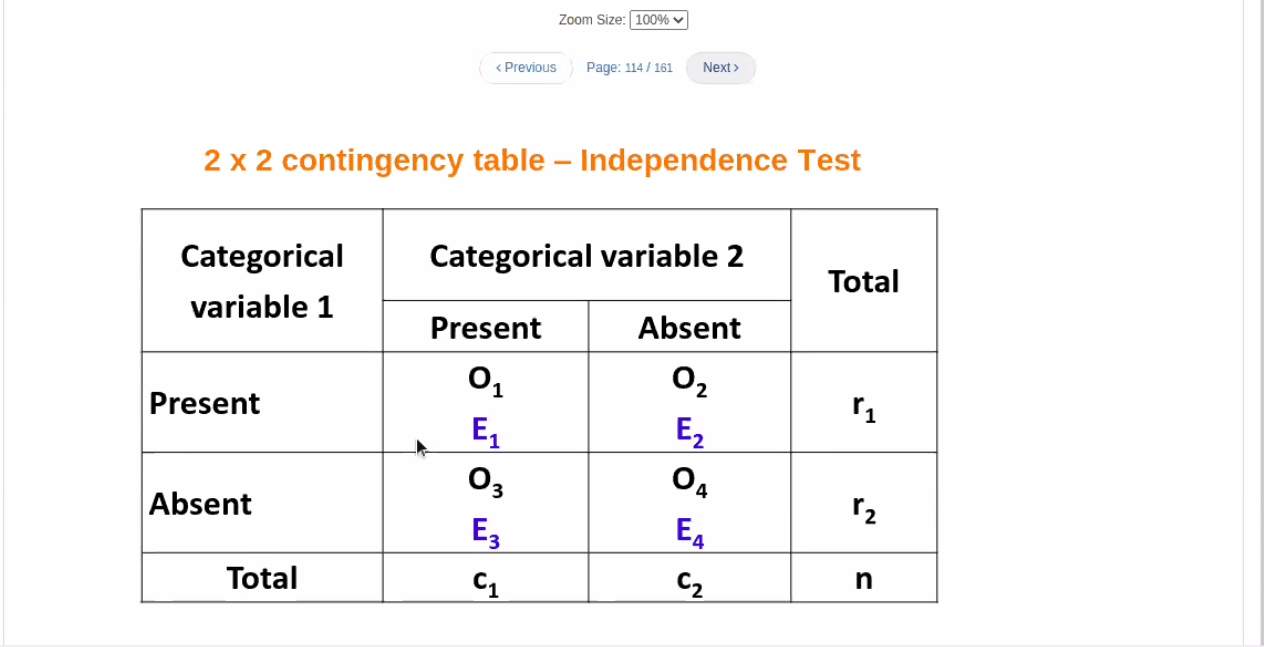 Zoom Size: 100%
‹ Previous Page: 114 / 161 Next ›
2 x 2 contingency table – Independence Test
Categorical variable 1 Categorical variable 2 Total
Present Absent
Present O1 O2 r1
E1 E2
Absent O3 O4 r2
E3 E4
Total c1 c2 n